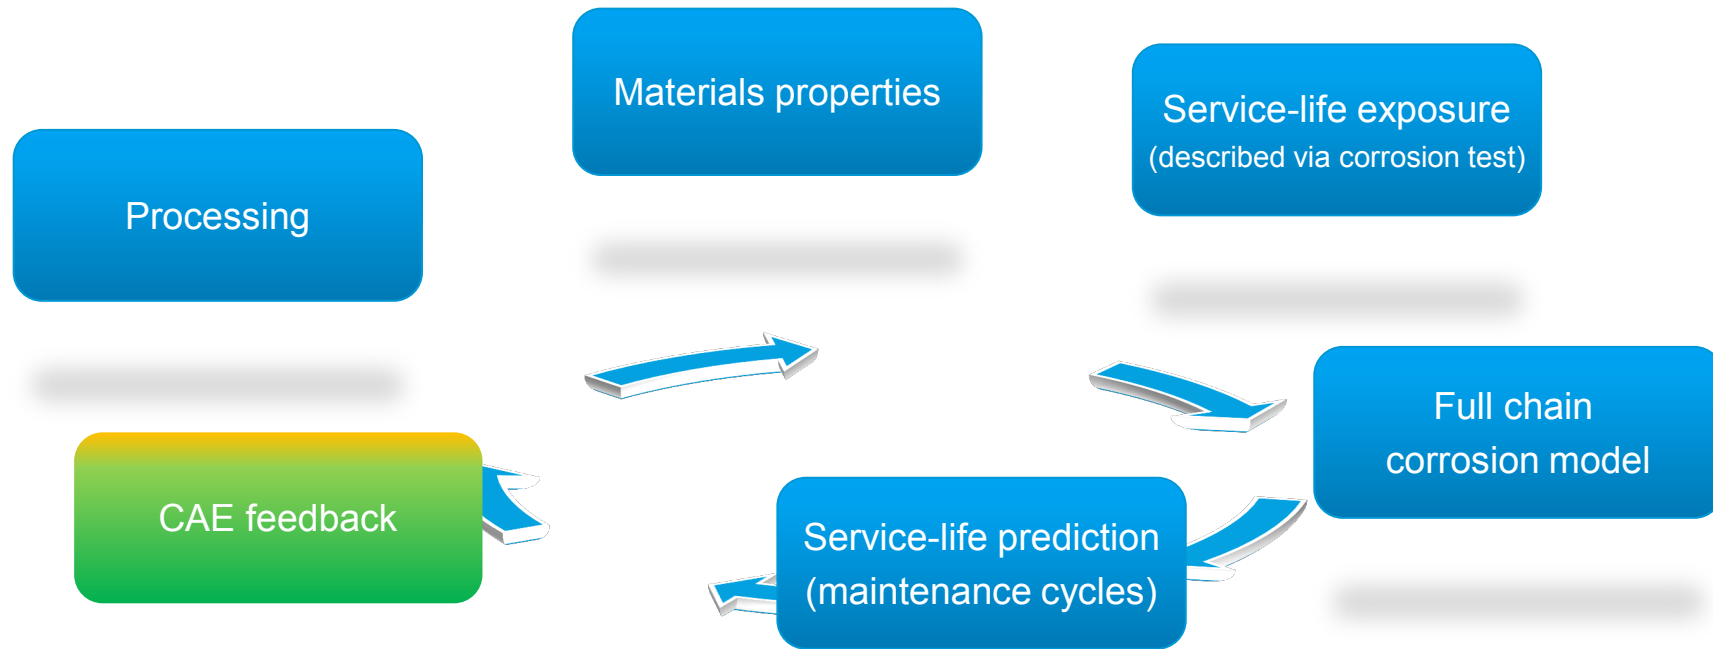 Processing
Materials properties
Service-life exposure
(described via corrosion test)
Full chain
corrosion model
Service-life prediction
(maintenance cycles)
CAE feedback